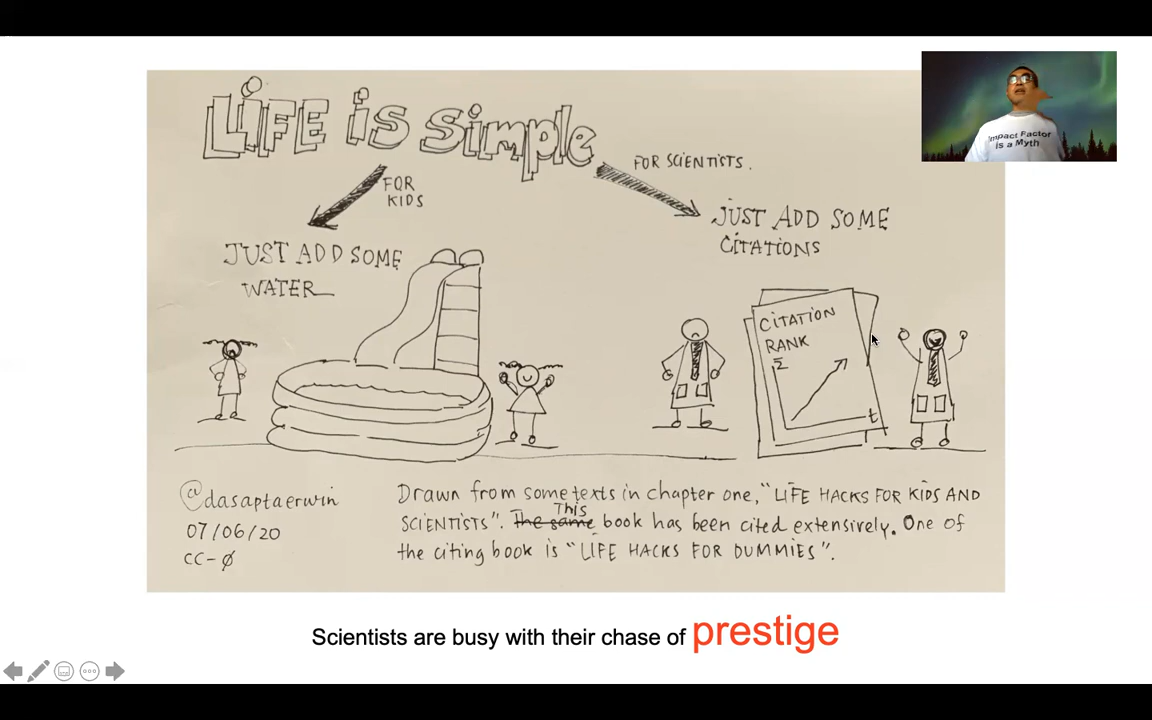 LIFE is Simple
FOR SCIENTISTS.
FOR
KIDS
JUST ADD SOME
CITATIONS
JUST ADD SOME
WATER
CITATION
RANK
Σ
t
@dasaptaerwin
07/06/20
CC-Ø
Drawn from some texts in chapter one, "LIFE HACKS FOR KIDS AND
SCIENTISTS". The same This book has been cited extensively. One of
the citing book is "LIFE HACKS FOR DUMMIES".
Scientists are busy with their chase of prestige
Impact Factor
is a Myth